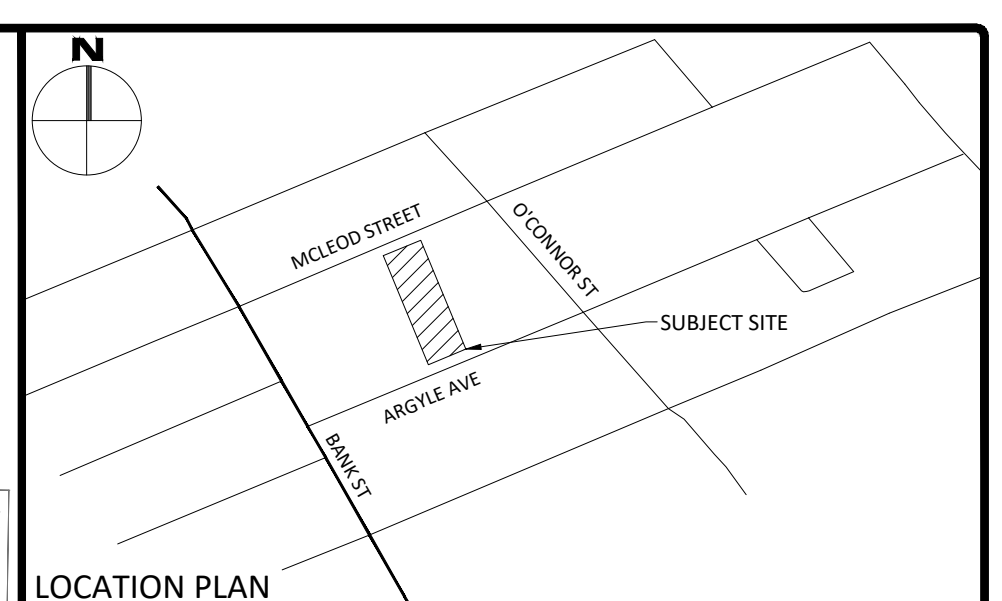 N
MCLEOD STREET
O'CONNOR ST
SUBJECT SITE
ARGYLE AVE
BANK ST
LOCATION PLAN